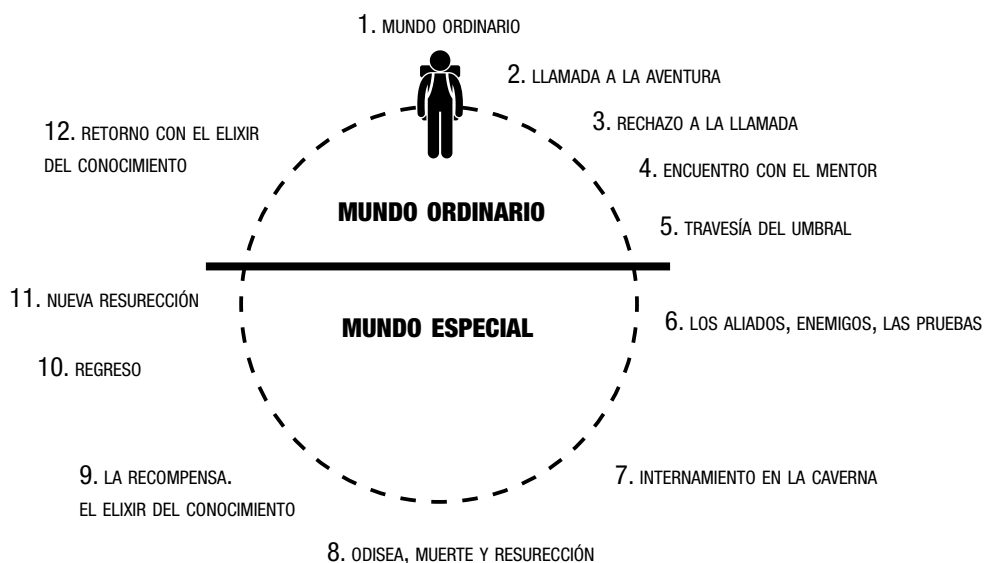 1. MUNDO ORDINARIO
2. LLAMADA A LA AVENTURA
3. RECHAZO A LA LLAMADA
4. ENCUENTRO CON EL MENTOR
5. TRAVESÍA DEL UMBRAL
6. LOS ALIADOS, ENEMIGOS, LAS PRUEBAS
7. INTERNAMIENTO EN LA CAVERNA
8. ODISEA, MUERTE Y RESURECCIÓN
9. LA RECOMPENSA.
EL ELIXIR DEL CONOCIMIENTO
10. REGRESO
11. NUEVA RESURECCIÓN
12. RETORNO CON EL ELIXIR
DEL CONOCIMIENTO
MUNDO ORDINARIO
MUNDO ESPECIAL